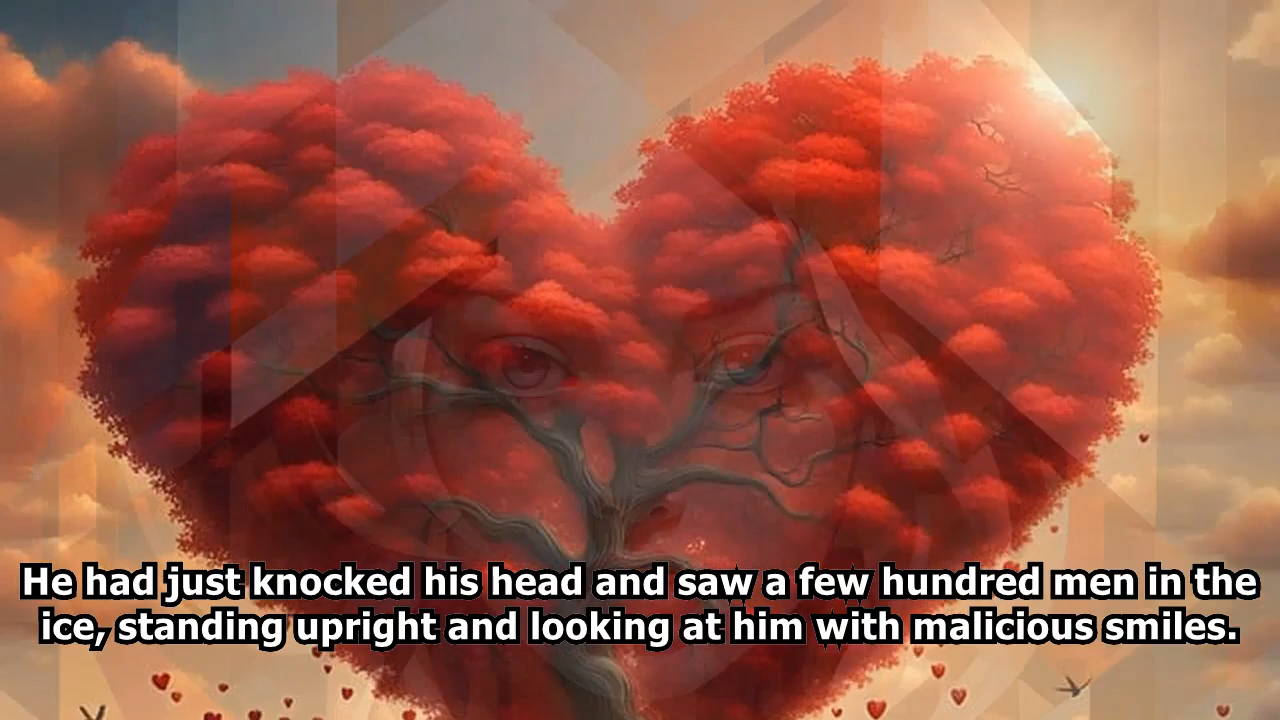 He had just knocked his head and saw a few hundred men in the
ice, standing upright and looking at him with malicious smiles.